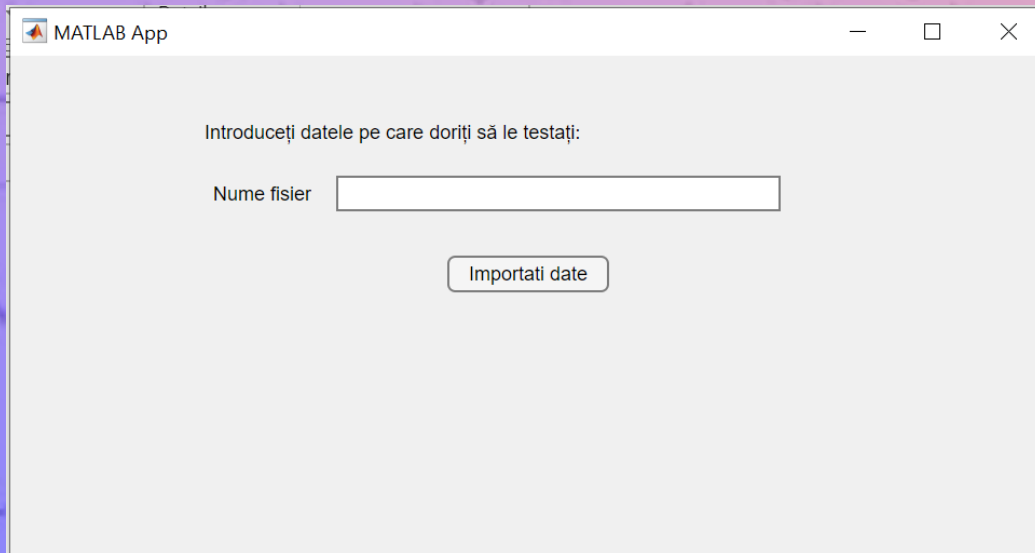 MATLAB App
Introduceți datele pe care doriți să le testați:
Nume fisier
Importati date